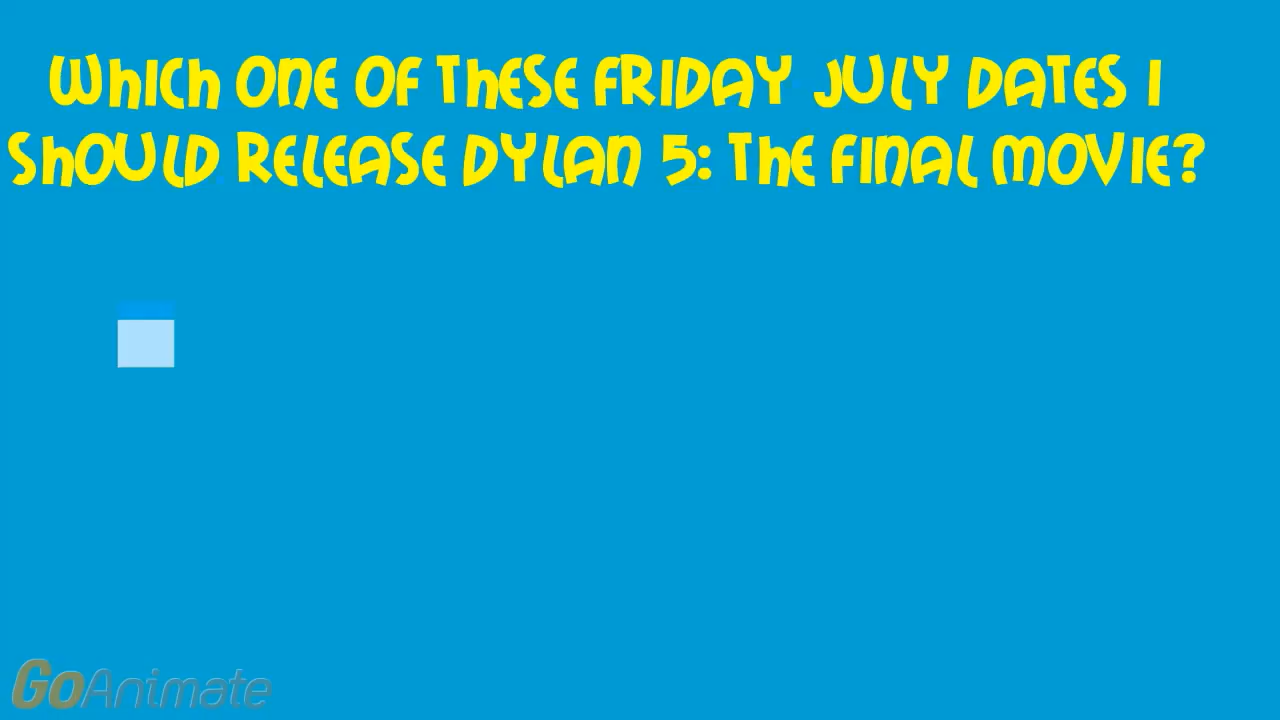 Which one of these Friday July dates I
should release Dylan 5: The Final Movie?
GoAnimate